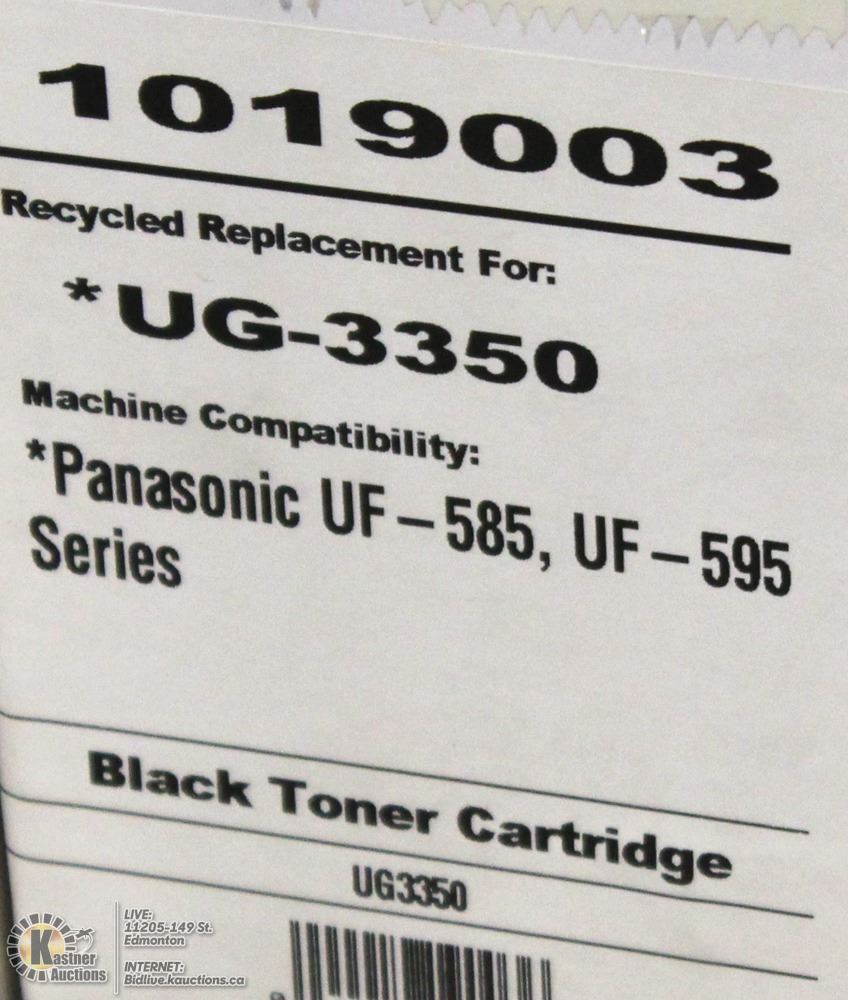 1019003
Recycled Replacement For:
*UG-3350
Machine Compatibility:
*Panasonic UF – 585, UF – 595
Series
Black Toner Cartridge
UG3350
Kastner
Auctions
LIVE:
11205-149 St.
Edmonton
INTERNET:
Bidlive.kauctions.ca